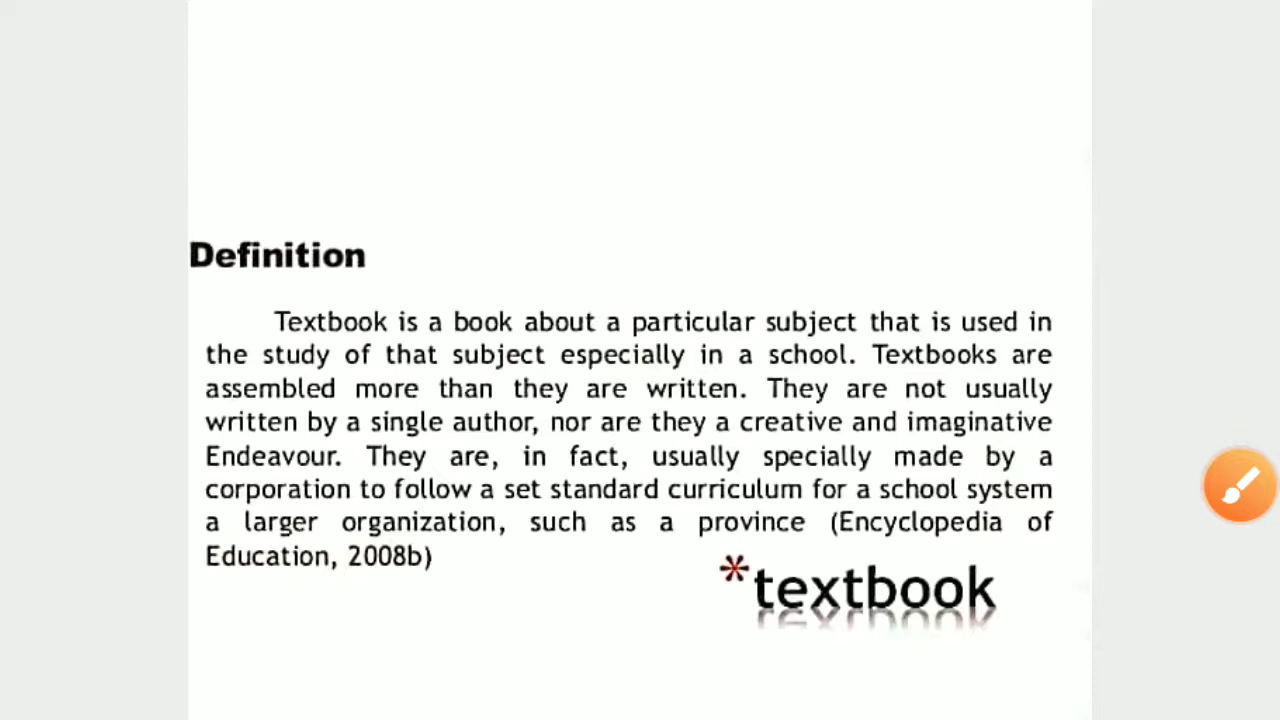 Definition
Textbook is a book about a particular subject that is used in
the study of that subject especially in a school. Textbooks are
assembled more than they are written. They are not usually
written by a single author, nor are they a creative and imaginative
Endeavour. They are, in fact, usually specially made by a
corporation to follow a set standard curriculum for a school system
a larger organization, such as a province (Encyclopedia of
Education, 2008b)
*textbook